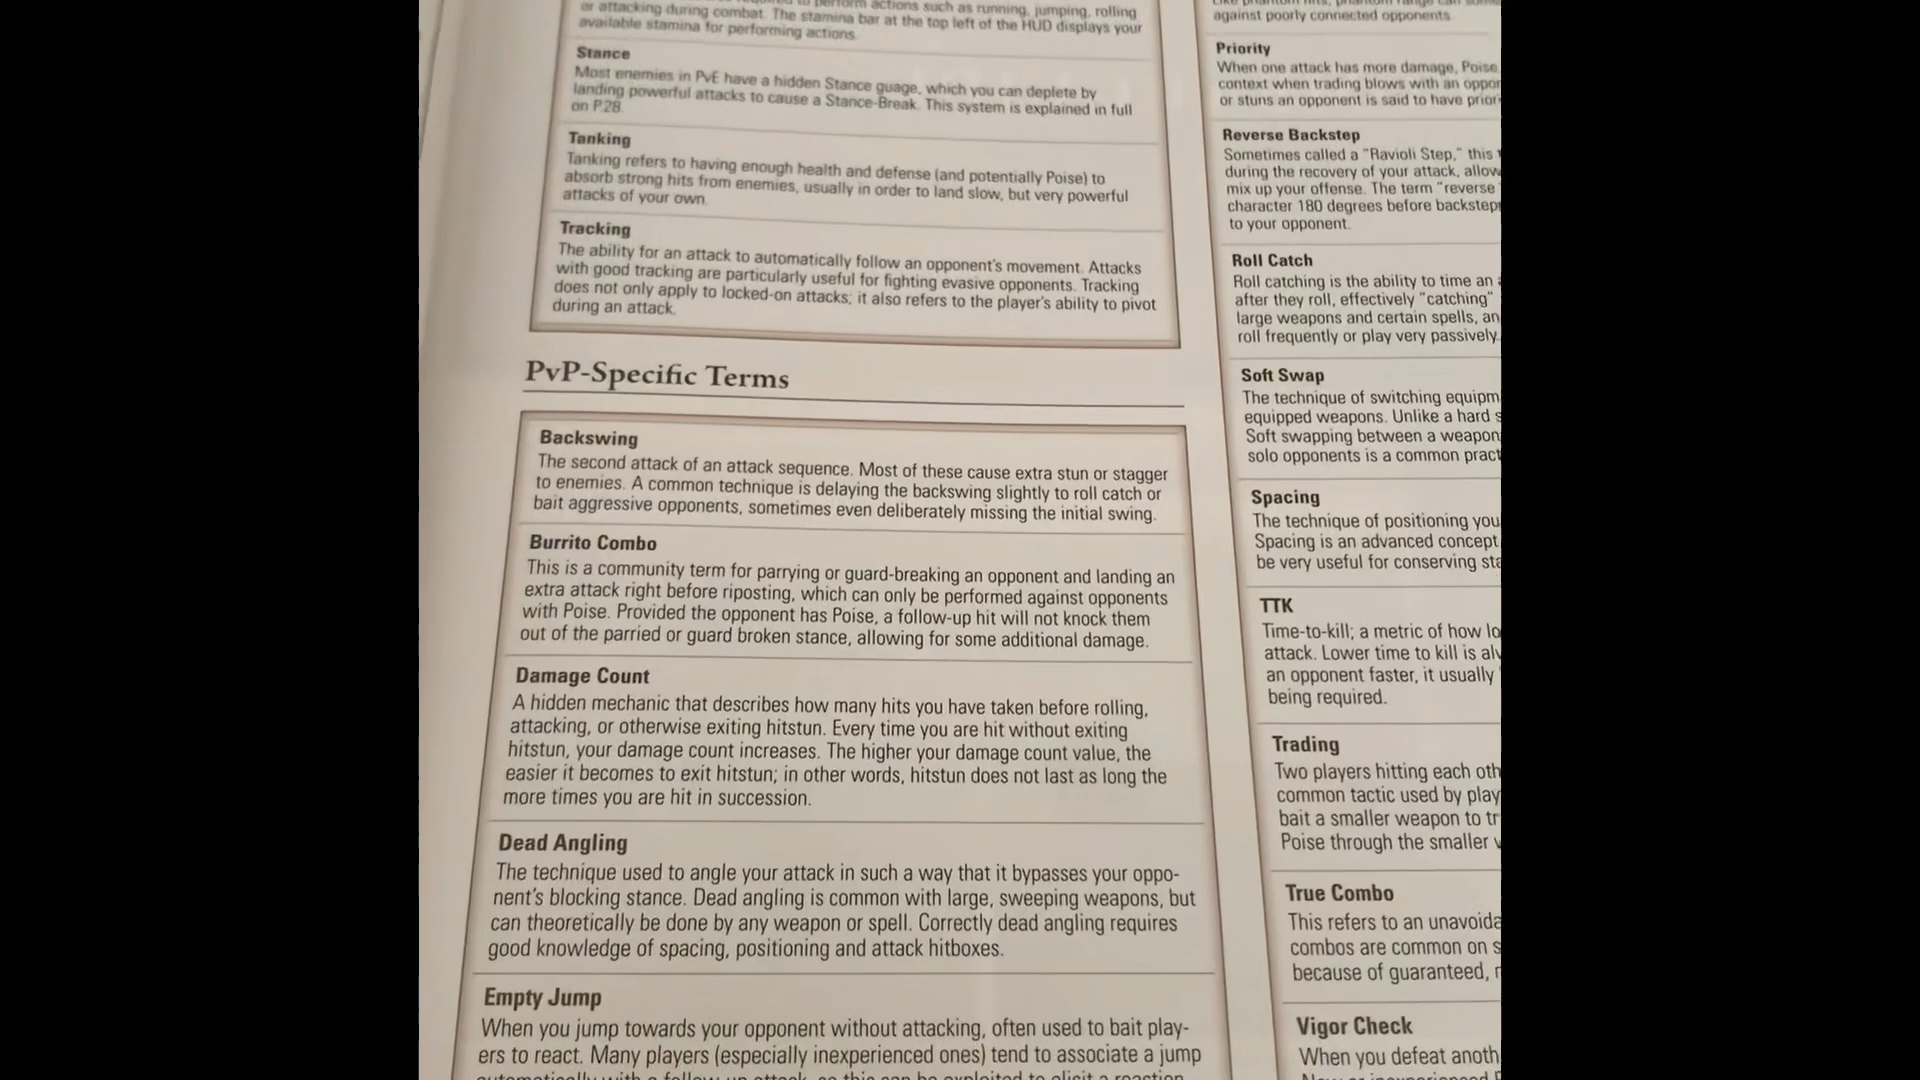 to perform actions such as running, jumping, rolling
or attacking during combat. The stamina bar at the top left of the HUD displays your
available stamina for performing actions.
Stance
Most enemies in PvE have a hidden Stance guage, which you can deplete by
landing powerful attacks to cause a Stance-Break. This system is explained in full
on P28.
Tanking
Tanking refers to having enough health and defense (and potentially Poise) to
absorb strong hits from enemies, usually in order to land slow, but very powerful
attacks of your own.
Tracking
The ability for an attack to automatically follow an opponent's movement. Attacks
with good tracking are particularly useful for fighting evasive opponents. Tracking
does not only apply to locked-on attacks; it also refers to the player's ability to pivot
during an attack.
PvP-Specific Terms
Backswing
The second attack of an attack sequence. Most of these cause extra stun or stagger
to enemies. A common technique is delaying the backswing slightly to roll catch or
bait aggressive opponents, sometimes even deliberately missing the initial swing.
Burrito Combo
This is a community term for parrying or guard-breaking an opponent and landing an
extra attack right before riposting, which can only be performed against opponents
with Poise. Provided the opponent has Poise, a follow-up hit will not knock them
out of the parried or guard broken stance, allowing for some additional damage.
Damage Count
A hidden mechanic that describes how many hits you have taken before rolling,
attacking, or otherwise exiting hitstun. Every time you are hit without exiting
hitstun, your damage count increases. The higher your damage count value, the
easier it becomes to exit hitstun; in other words, hitstun does not last as long the
more times you are hit in succession.
Dead Angling
The technique used to angle your attack in such a way that it bypasses your oppo-
nent's blocking stance. Dead angling is common with large, sweeping weapons, but
can theoretically be done by any weapon or spell. Correctly dead angling requires
good knowledge of spacing, positioning and attack hitboxes.
Empty Jump
When you jump towards your opponent without attacking, often used to bait play-
ers to react. Many players (especially inexperienced ones) tend to associate a jump
against poorly connected opponents.
Priority
When one attack has more damage, Poise
context when trading blows with an
or stuns an opponent is said to have
Reverse Backstep
Sometimes called a "Ravioli Step," this
during the recovery of your attack,
mix up your offense. The term "reverse
character 180 degrees before
to your opponent.
Roll Catch
Roll catching is the ability to time an
after they roll, effectively "catching"
large weapons and certain spells,
roll frequently or play very passively
Soft Swap
The technique of switching
equipped weapons. Unlike a hard
Soft swapping between a weapon
solo opponents is a common
Spacing
The technique of positioning
Spacing is an advanced concept
be very useful for conserving
TTK
Time-to-kill; a metric of how
attack. Lower time to kill is
an opponent faster, it usually
being required.
Trading
Two players hitting each
common tactic used by
bait a smaller weapon to
Poise through the smaller
True Combo
This refers to an
combos are common on
because of guaranteed,
Vigor Check
When you defeat